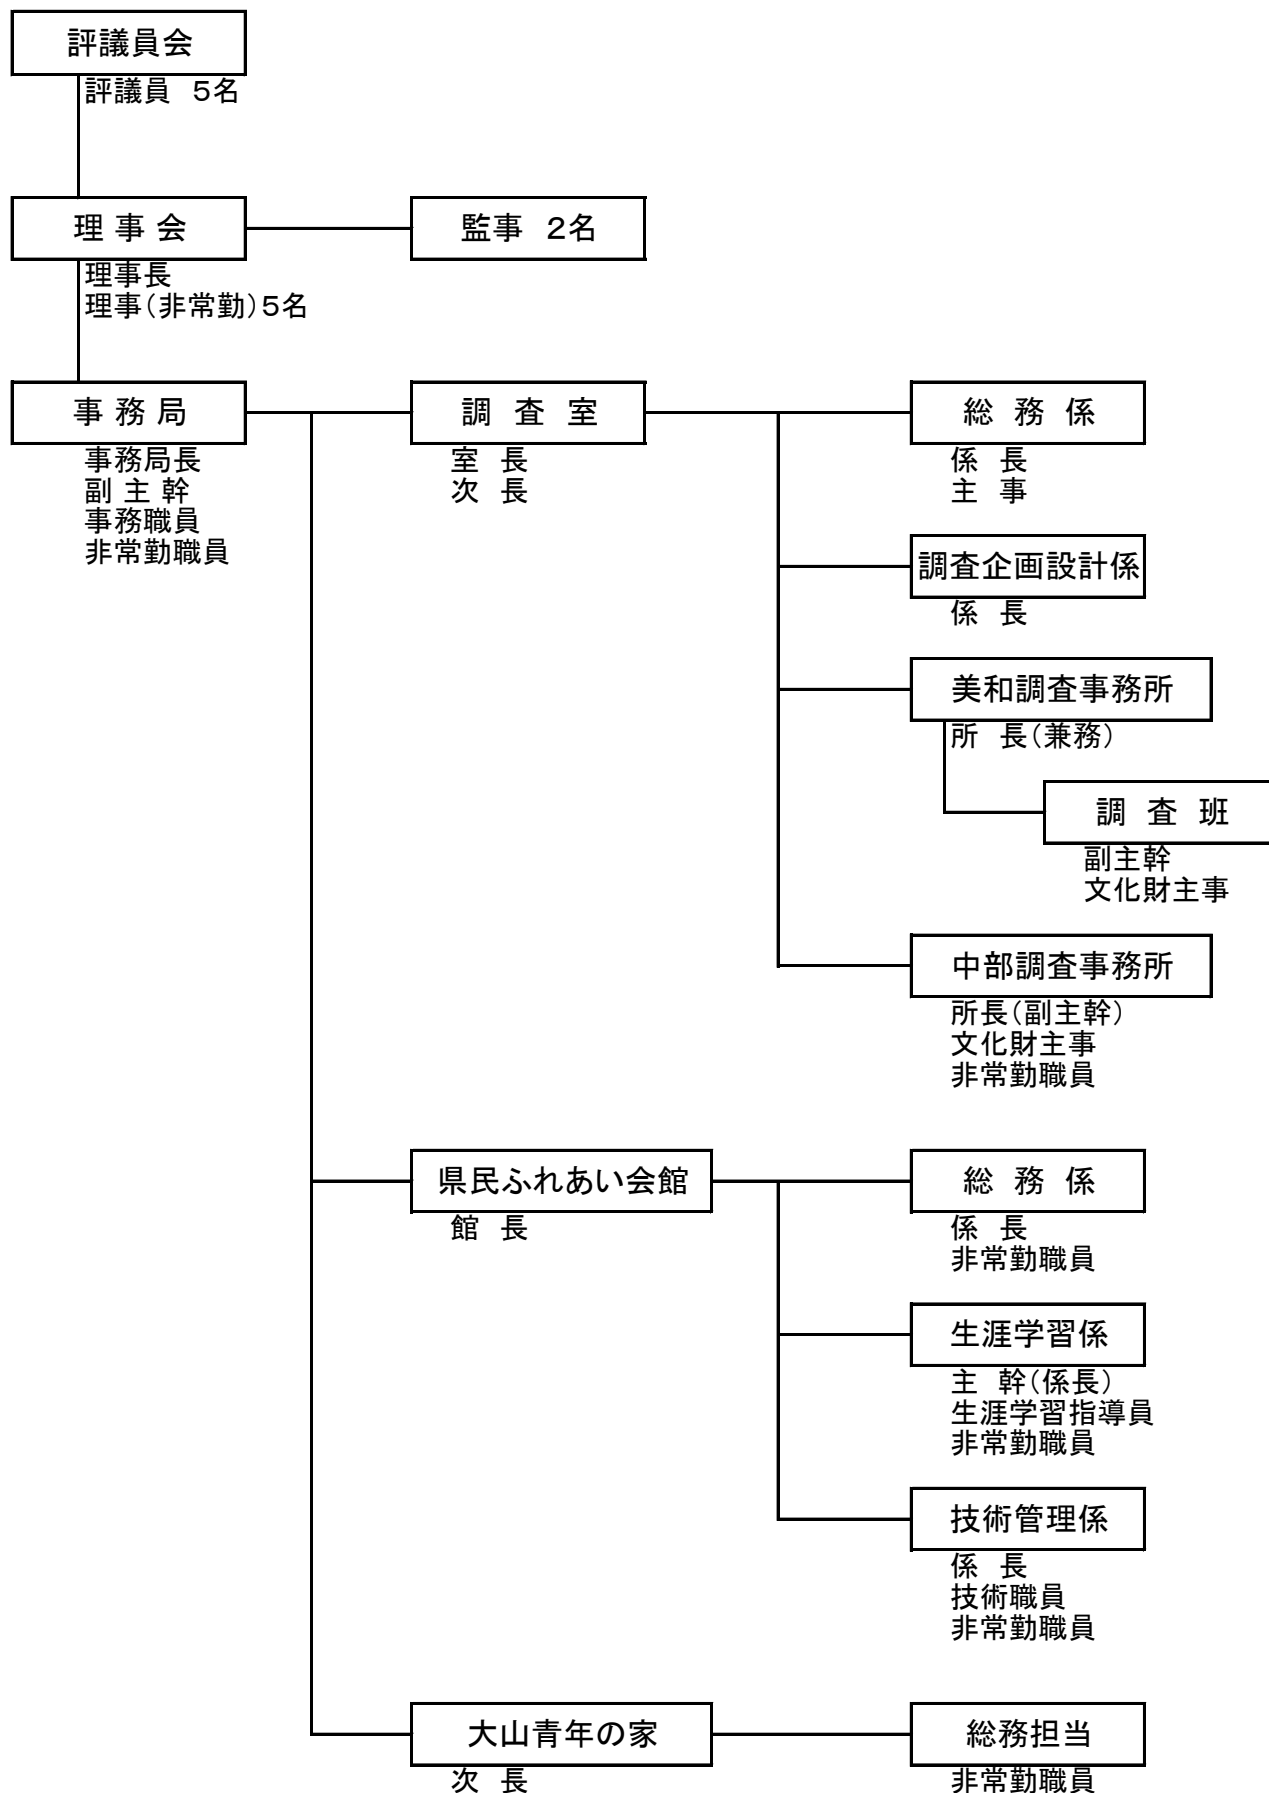 評議員会
評議員　5名
理 事 会
監事　2名
理事長
理事(非常勤)5名
事 務 局
事務局長
副 主 幹
事務職員
非常勤職員
調 査 室
室 長
次 長
総 務 係
係 長
主 事
調査企画設計係
係 長
美和調査事務所
所 長(兼務)
調 査 班
副主幹
文化財主事
中部調査事務所
所長(副主幹)
文化財主事
非常勤職員
県民ふれあい会館
館 長
総 務 係
係 長
非常勤職員
生涯学習係
主 幹(係長)
生涯学習指導員
非常勤職員
技術管理係
係 長
技術職員
非常勤職員
大山青年の家
次 長
総務担当
非常勤職員